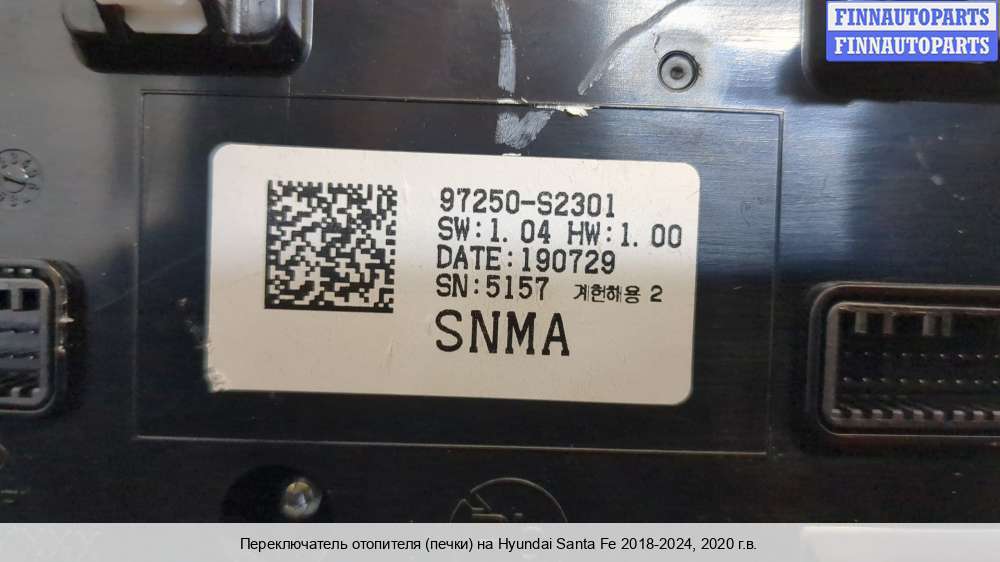 FINNAUTOPARTS
FINNAUTOPARTS
97250-S2301
SW:1. 04 HW:1. 00
DATE:190729
SN:5157 계헌해용 2
SNMA
Переключатель отопителя (печки) на Hyundai Santa Fe 2018-2024, 2020 г.в.